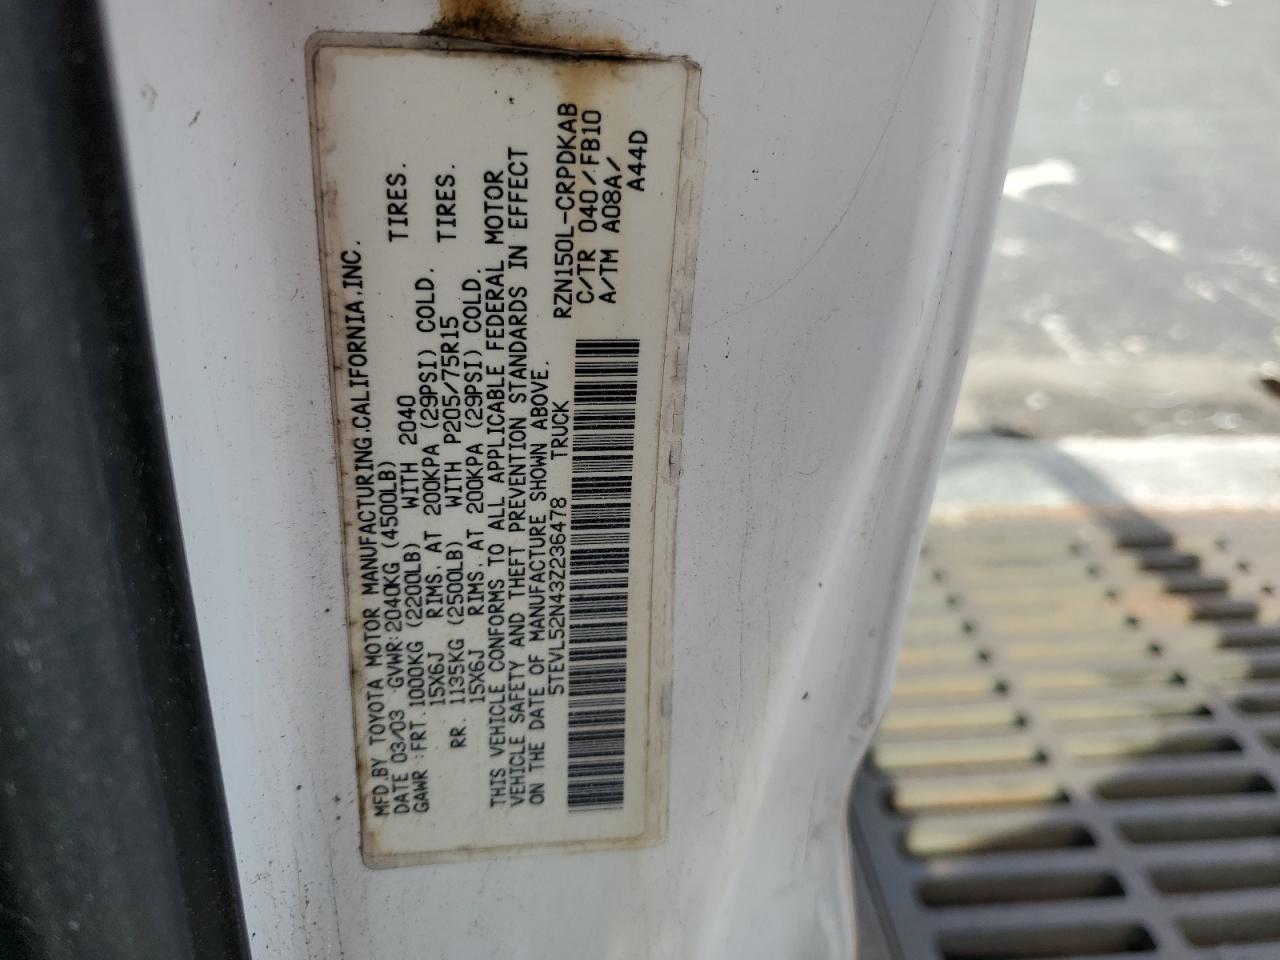 MFD.BY TOYOTA MOTOR MANUFACTURING.CALIFORNIA.INC.
DATE 03/03 GVWR:2040KG (4500LB)
GAWR :FRT.1000KG (2200LB) WITH 2040 TIRES.
15X6J RIMS.AT 200KPA (29PSI) COLD.
RR. 1135KG (2500LB) WITH P205/75R15 TIRES.
15X6J RIMS.AT 200KPA (29PSI) COLD.
THIS VEHICLE CONFORMS TO ALL APPLICABLE FEDERAL MOTOR
VEHICLE SAFETY AND THEFT PREVENTION STANDARDS IN EFFECT
ON THE DATE OF MANUFACTURE SHOWN ABOVE.
5TEVL52N43Z236478 TRUCK
RZN150L-CRPDKAB
C/TR 040/FB10
A/TM A08A/
A44D